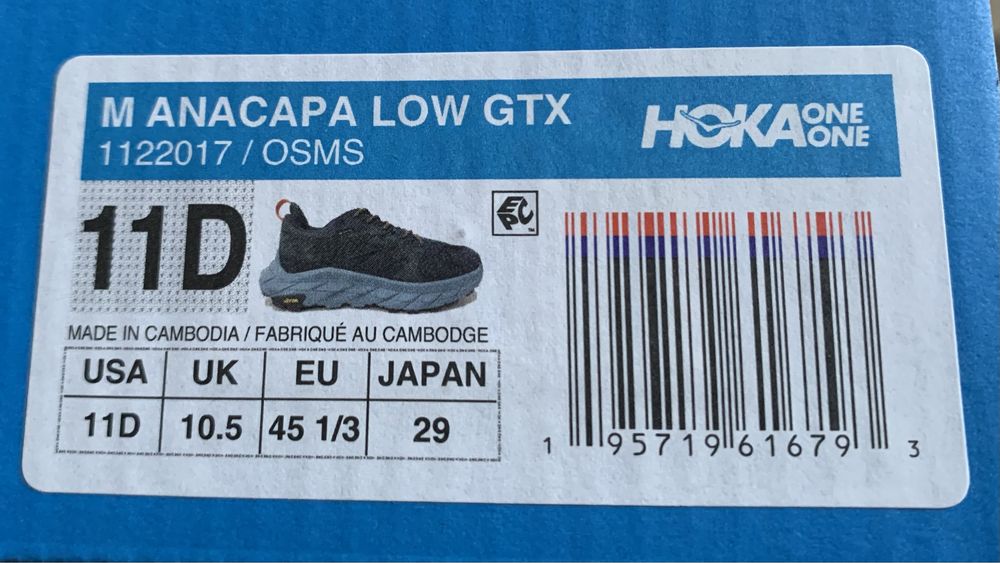 M ANACAPA LOW GTX
1122017 / OSMS
HOKA ONE ONE
11D
EPC™
MADE IN CAMBODIA / FABRIQUÉ AU CAMBODGE
USA UK EU JAPAN
11D 10.5 45 1/3 29
1 95719 61679 3